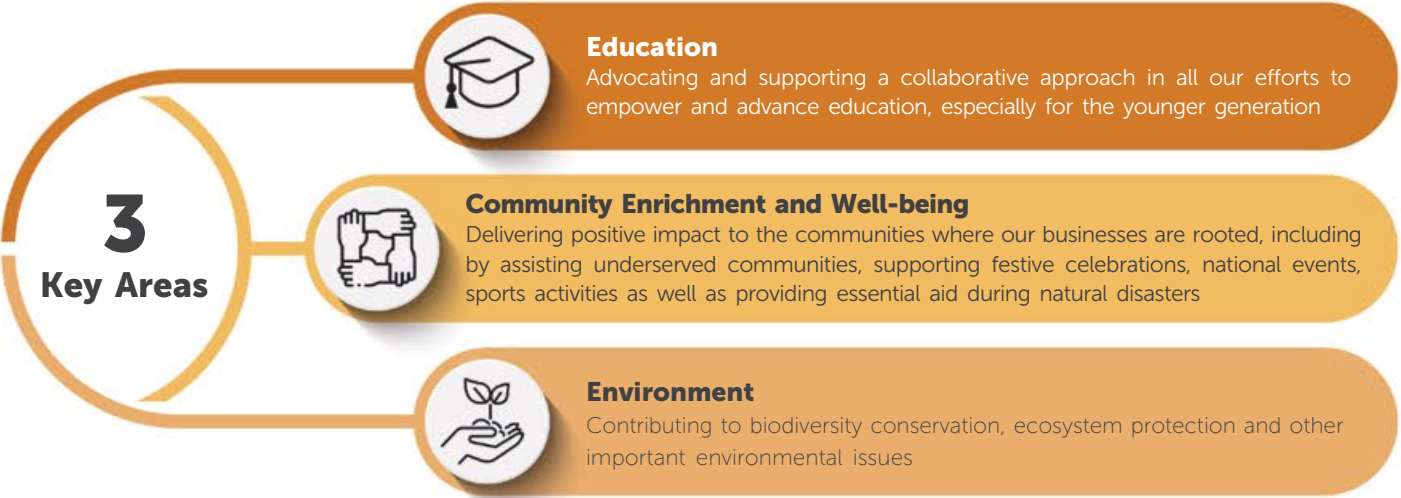 3
Key Areas
Education
Advocating and supporting a collaborative approach in all our efforts to
empower and advance education, especially for the younger generation
Community Enrichment and Well-being
Delivering positive impact to the communities where our businesses are rooted, including
by assisting underserved communities, supporting festive celebrations, national events,
sports activities as well as providing essential aid during natural disasters
Environment
Contributing to biodiversity conservation, ecosystem protection and other
important environmental issues